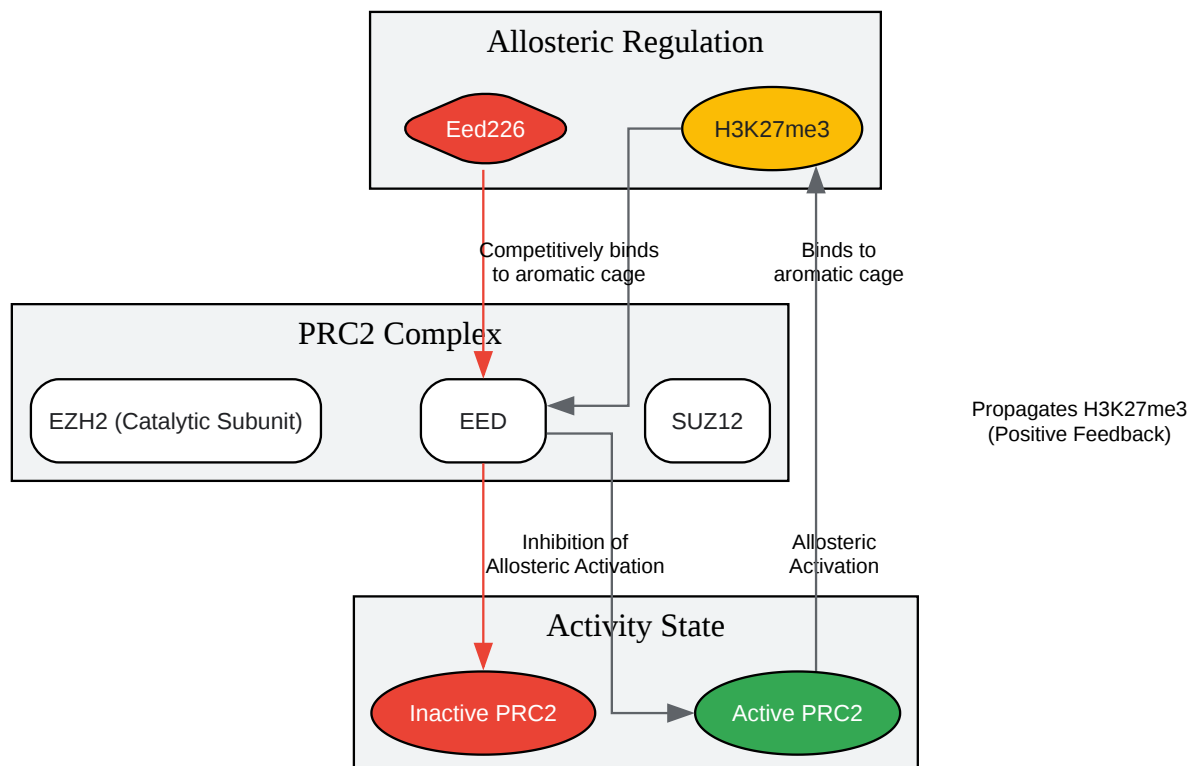 Allosteric Regulation
Eed226
H3K27me3
Competitively binds
to aromatic cage
Binds to
aromatic cage
PRC2 Complex
EZH2 (Catalytic Subunit)
EED
SUZ12
Propagates H3K27me3
(Positive Feedback)
Inhibition of
Allosteric Activation
Allosteric
Activation
Activity State
Inactive PRC2
Active PRC2